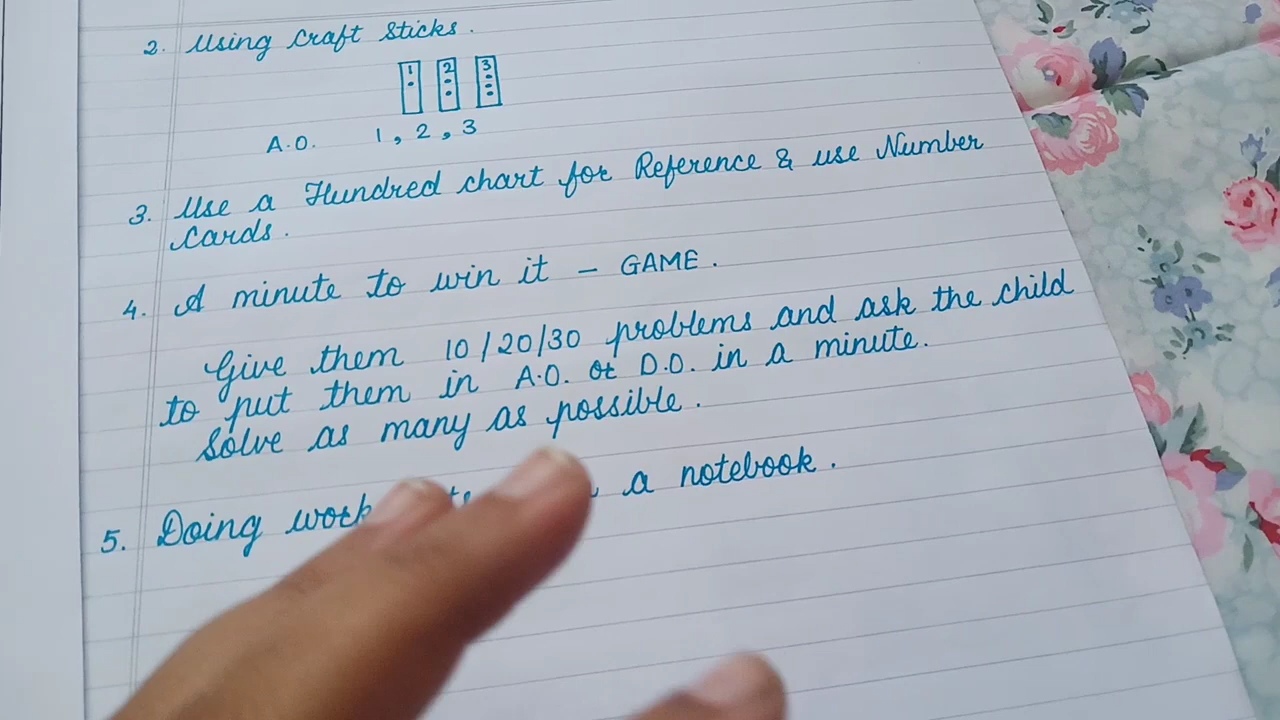 2. Using Craft Sticks.
1 2 3
A.O. 1, 2, 3
3. Use a Hundred chart for Reference & use Number
Cards.
4. A minute to win it - GAME.
Give them 10/20/30 problems and ask the child
to put them in A.O. or D.O. in a minute.
Solve as many as possible.
5. Doing a notebook.